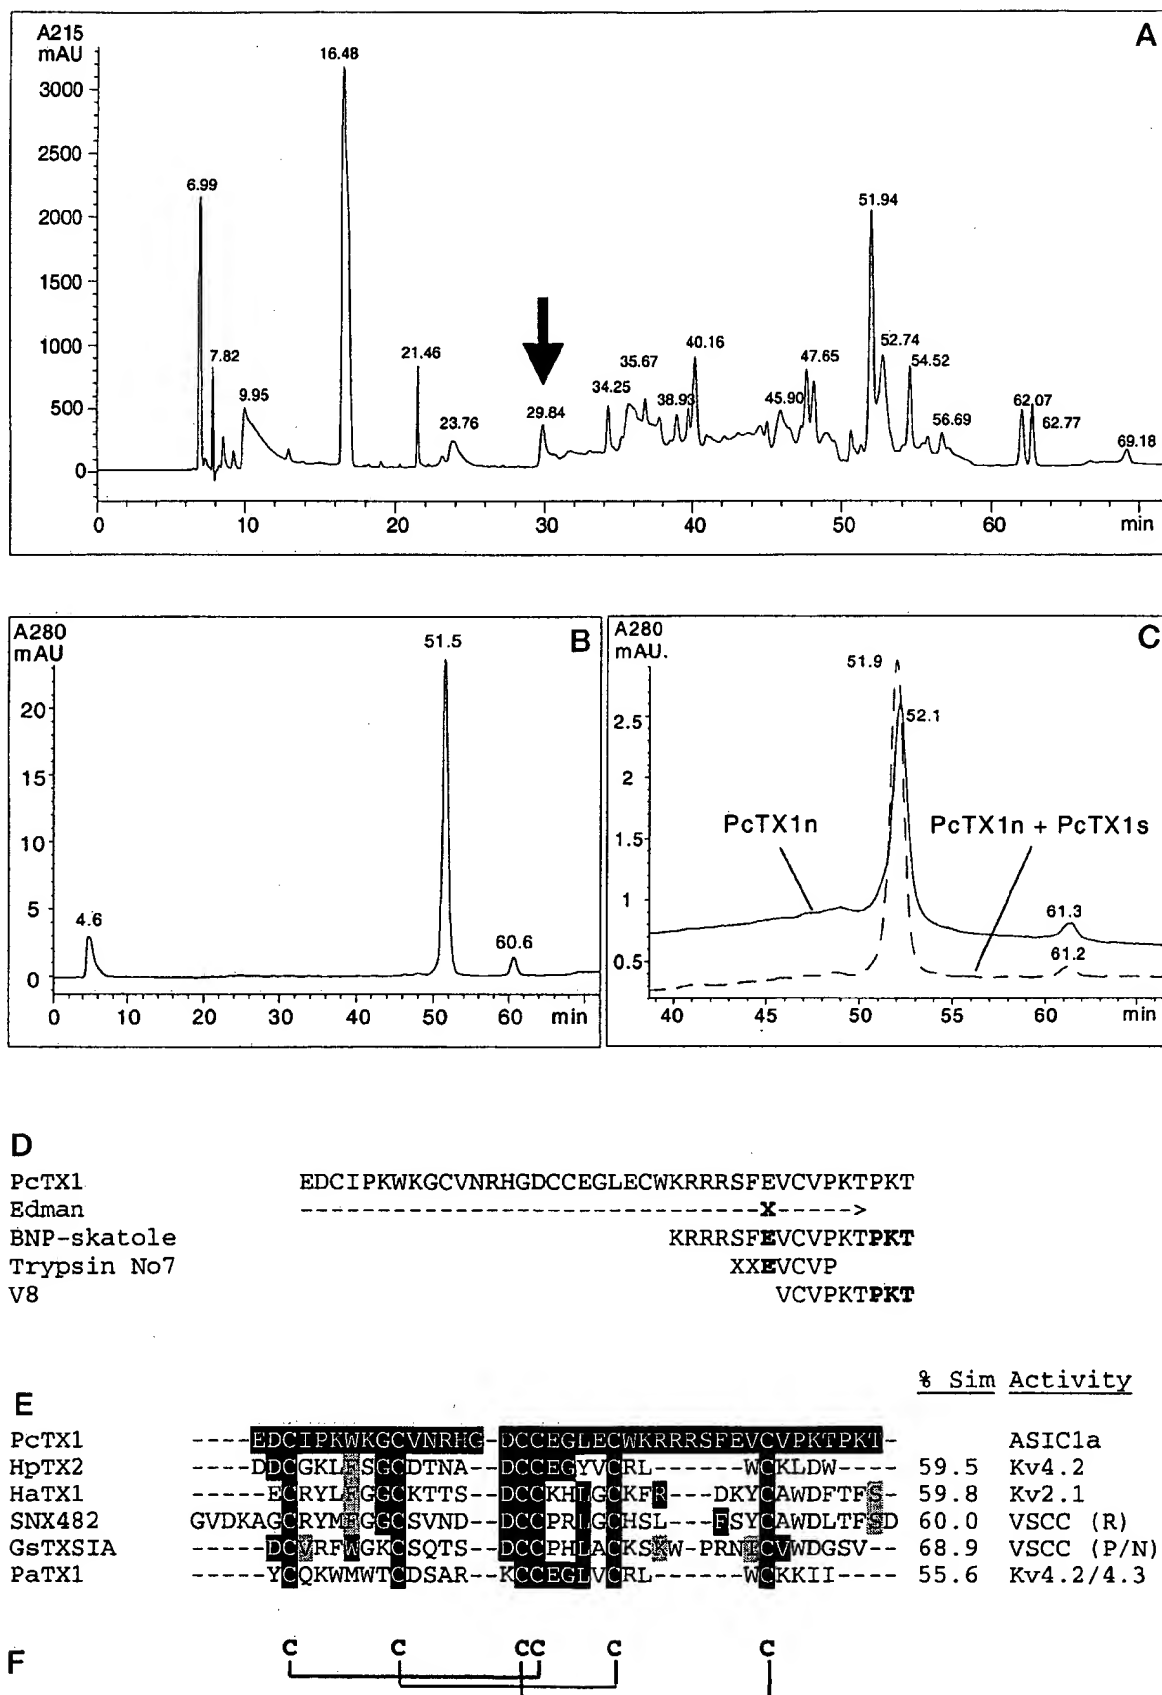 A215
mAU
A
3000
2500
2000
1500
1000
500
0
6.99
7.82
9.95
16.48
21.46
23.76
29.84
34.25
35.67
38.93
40.16
45.90
47.65
51.94
52.74
54.52
56.69
62.07
62.77
69.18
0 10 20 30 40 50 60 min
A280
mAU
B
20
15
10
5
0
4.6
51.5
60.6
0 10 20 30 40 50 60 min
A280
mAU.
C
2.5
2
1.5
1
0.5
51.9
52.1
PcTX1n
PcTX1n + PcTX1s
61.3
61.2
40 45 50 55 60 min
D
PcTX1 EDCIPKWKGCVNRHGDCCEGLECWKRRRSFEVCVPKTPKT
Edman ------------------------------X------>
BNP-skatole KRRRSFEVCVPKTPKT
Trypsin No7 XXEVCVP
V8 VCVPKTPKT
% Sim Activity
E
PcTX1 ----EDCIPKWKGCVNRHG-DCCEGLECWKRRRSFEVCVPKTPKT- ASIC1a
HpTX2 ----DDCGKLFSGCDTNA--DCCEGYVCRL------WCKLDW---- 59.5 Kv4.2
HaTX1 -----ECRYLFGGCKTTS--DCCKHLGCKFR---DKYCAWDFTFS- 59.8 Kv2.1
SNX482 GVDKAGCRYMFGGCSVND--DCCPRLGCHSL----FSYCAWDLTFSD 60.0 VSCC (R)
GsTXSIA -----DCVRFWGKCSQTS--DCCPHLACKSKW-PRNICVWDGSV-- 68.9 VSCC (P/N)
PaTX1 -----YCQKWMWTCDSAR--KCCEGLVCRL------WCKKII---- 55.6 Kv4.2/4.3
F
C C CC C C